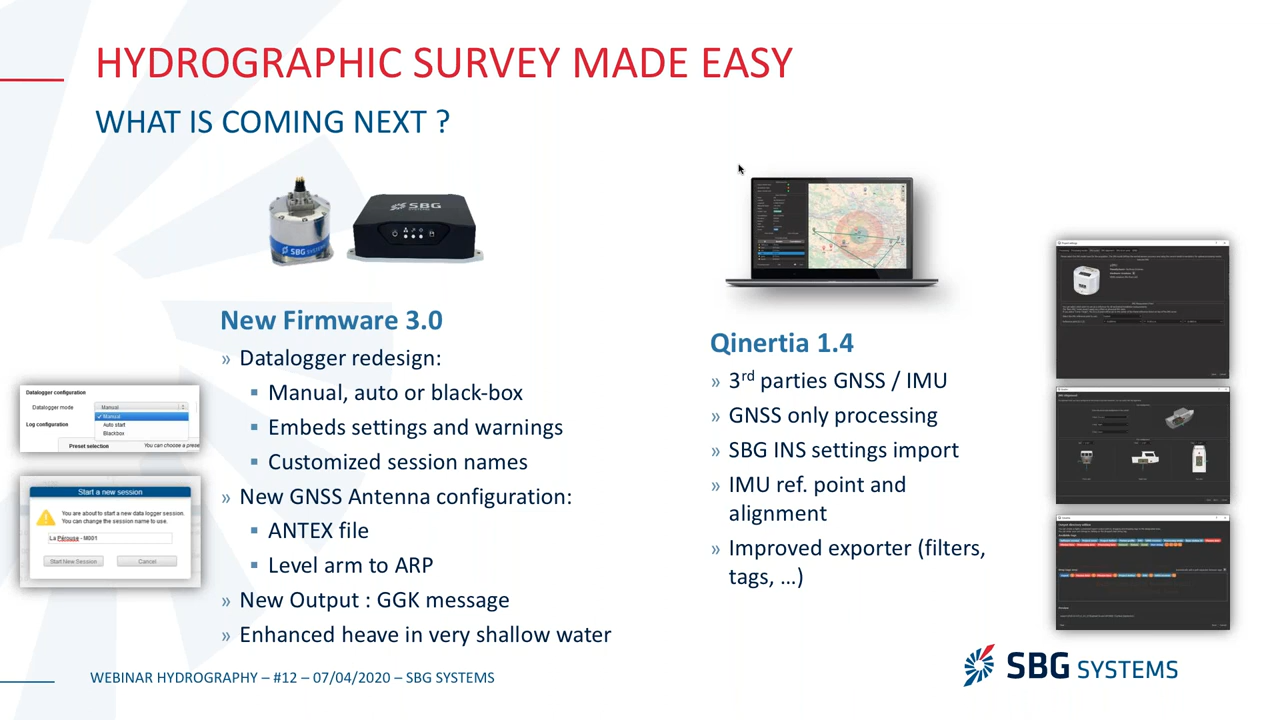 HYDROGRAPHIC SURVEY MADE EASY
WHAT IS COMING NEXT ?
SBG
SYSTEMS
SBG SYSTEMS
New Firmware 3.0
» Datalogger redesign:
▪ Manual, auto or black-box
▪ Embeds settings and warnings
▪ Customized session names
» New GNSS Antenna configuration:
▪ ANTEX file
▪ Level arm to ARP
» New Output : GGK message
» Enhanced heave in very shallow water
Datalogger configuration
Datalogger mode Manual
✓ Manual
Auto start
Blackbox
Log configuration
Preset selection You can choose a prese
Start a new session
You are about to start a new data logger session.
You can change the session name to use.
La Pérouse - M001
Start New Session Cancel
Qinertia 1.4
» 3rd parties GNSS / IMU
» GNSS only processing
» SBG INS settings import
» IMU ref. point and
alignment
» Improved exporter (filters,
tags, …)
WEBINAR HYDROGRAPHY – #12 – 07/04/2020 – SBG SYSTEMS
SBG SYSTEMS